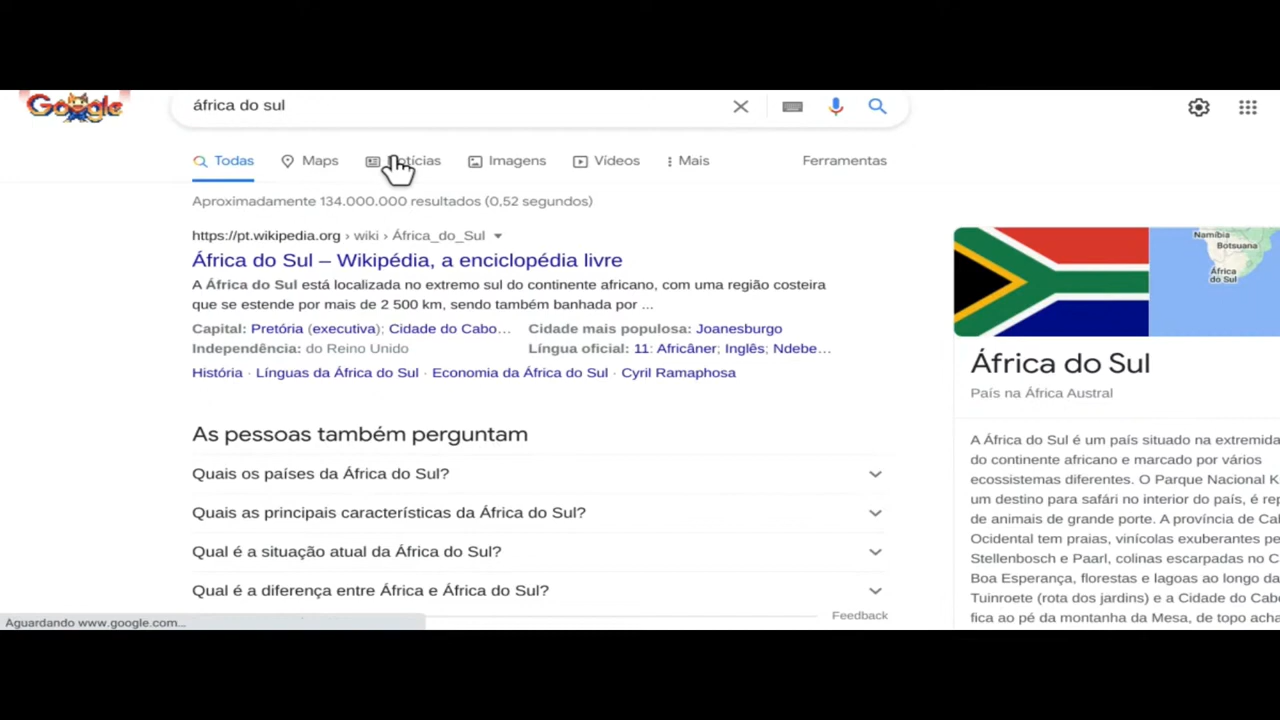 Google
áfrica do sul
Todas Maps Notícias Imagens Vídeos Mais Ferramentas
Aproximadamente 134.000.000 resultados (0,52 segundos)
https://pt.wikipedia.org › wiki › África_do_Sul
África do Sul – Wikipédia, a enciclopédia livre
A África do Sul está localizada no extremo sul do continente africano, com uma região costeira
que se estende por mais de 2 500 km, sendo também banhada por ...
Capital: Pretória (executiva); Cidade do Cabo… Cidade mais populosa: Joanesburgo
Independência: do Reino Unido Língua oficial: 11: Africâner; Inglês; Ndebe…
História · Línguas da África do Sul · Economia da África do Sul · Cyril Ramaphosa
As pessoas também perguntam
Quais os países da África do Sul?
Quais as principais características da África do Sul?
Qual é a situação atual da África do Sul?
Qual é a diferença entre África e África do Sul?
Feedback
Aguardando www.google.com…
Namíbia
Botsuana
África
do Sul
África do Sul
País na África Austral
A África do Sul é um país situado na extremida
do continente africano e marcado por vários
ecossistemas diferentes. O Parque Nacional K
um destino para safári no interior do país, é rep
de animais de grande porte. A província de Cab
Ocidental tem praias, vinícolas exuberantes pe
Stellenbosch e Paarl, colinas escarpadas no C
Boa Esperança, florestas e lagoas ao longo da
Tuinroete (rota dos jardins) e a Cidade do Cabo
fica ao pé da montanha da Mesa, de topo acha